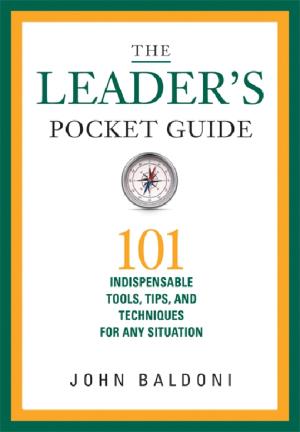 THE
LEADER'S
POCKET GUIDE
101
INDISPENSABLE
TOOLS, TIPS, AND
TECHNIQUES
FOR ANY SITUATION
JOHN BALDONI